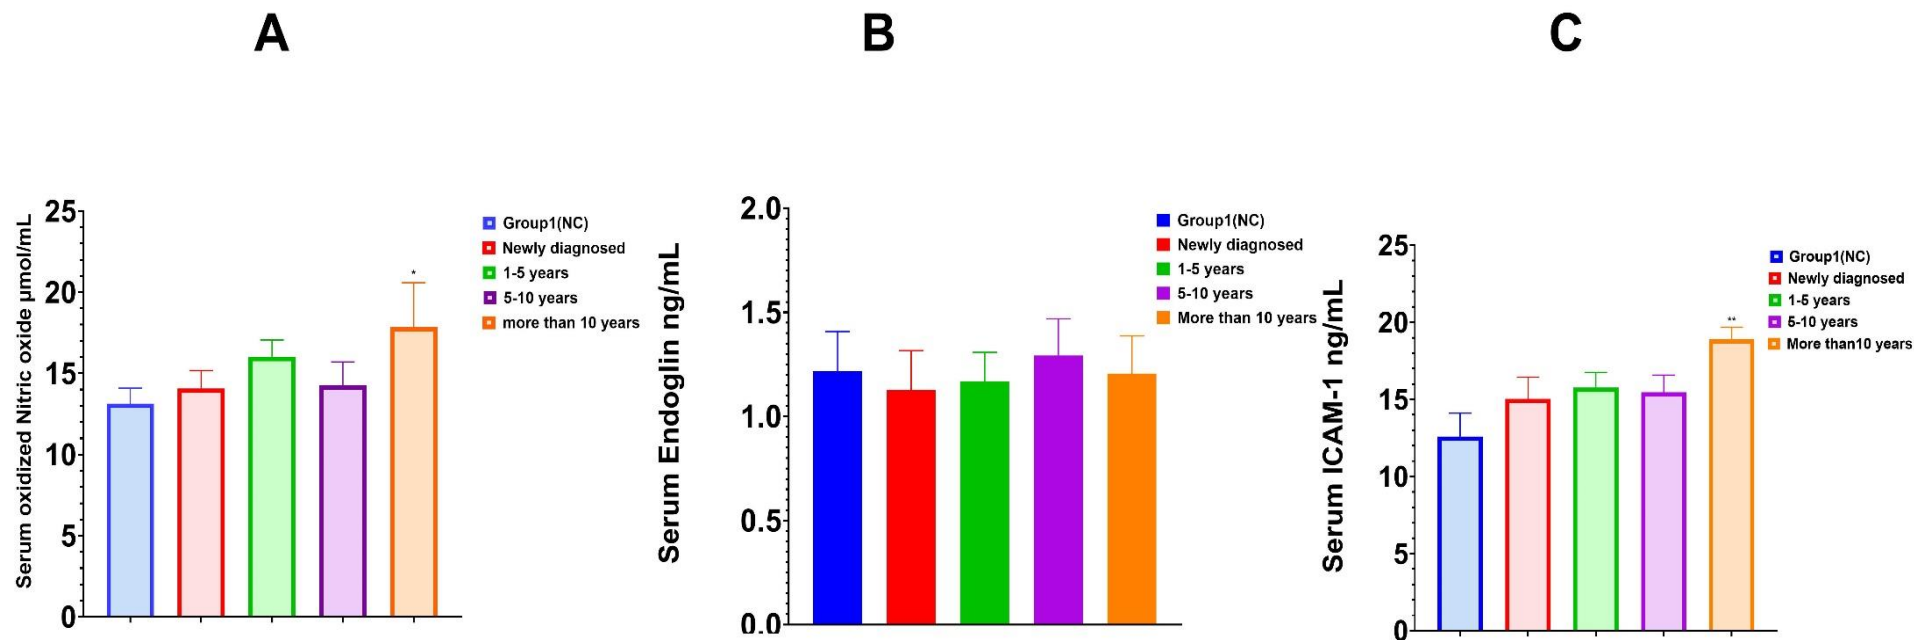 A
B
C
Serum oxidized Nitric oxide µmol/mL
25
20
15
10
5
0
*
Group1(NC)
Newly diagnosed
1-5 years
5-10 years
more than 10 years
Serum Endoglin ng/mL
2.0
1.5
1.0
0.5
0.0
Group1(NC)
Newly diagnosed
1-5 years
5-10 years
More than 10 years
Serum ICAM-1 ng/mL
25
20
15
10
5
0
**
Group1(NC)
Newly diagnosed
1-5 years
5-10 years
More than10 years